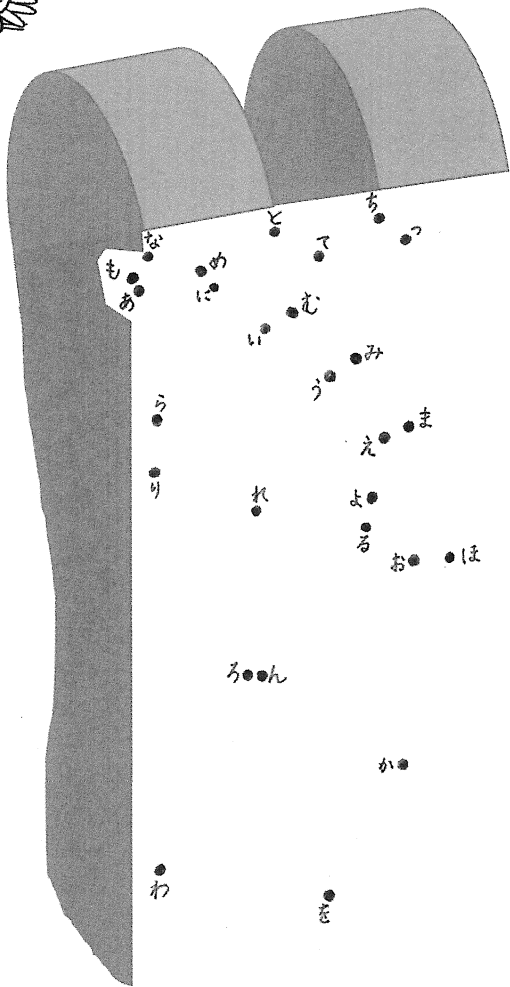 と
ち
な
て
っ
も
め
あ
に
む
い
み
う
ら
ま
え
り
れ
よ
る
お
ほ
ろ
ん
か
わ
を